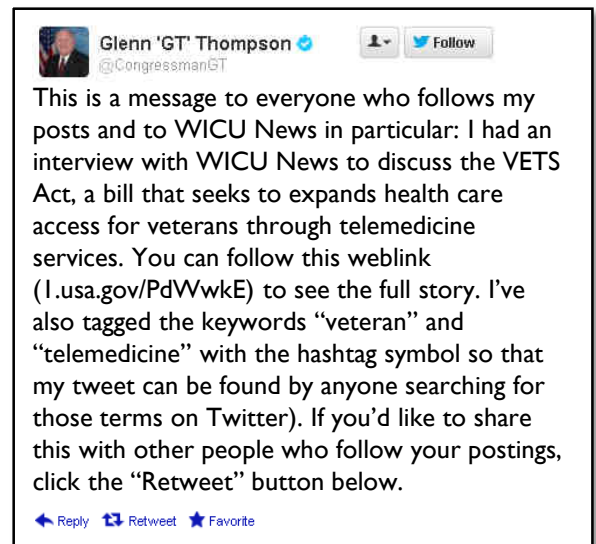 Glenn 'GT' Thompson
Follow
@CongressmanGT
This is a message to everyone who follows my
posts and to WICU News in particular: I had an
interview with WICU News to discuss the VETS
Act, a bill that seeks to expands health care
access for veterans through telemedicine
services. You can follow this weblink
(1.usa.gov/PdWwkE) to see the full story. I’ve
also tagged the keywords “veteran” and
“telemedicine” with the hashtag symbol so that
my tweet can be found by anyone searching for
those terms on Twitter). If you’d like to share
this with other people who follow your postings,
click the “Retweet” button below.
Reply Retweet Favorite